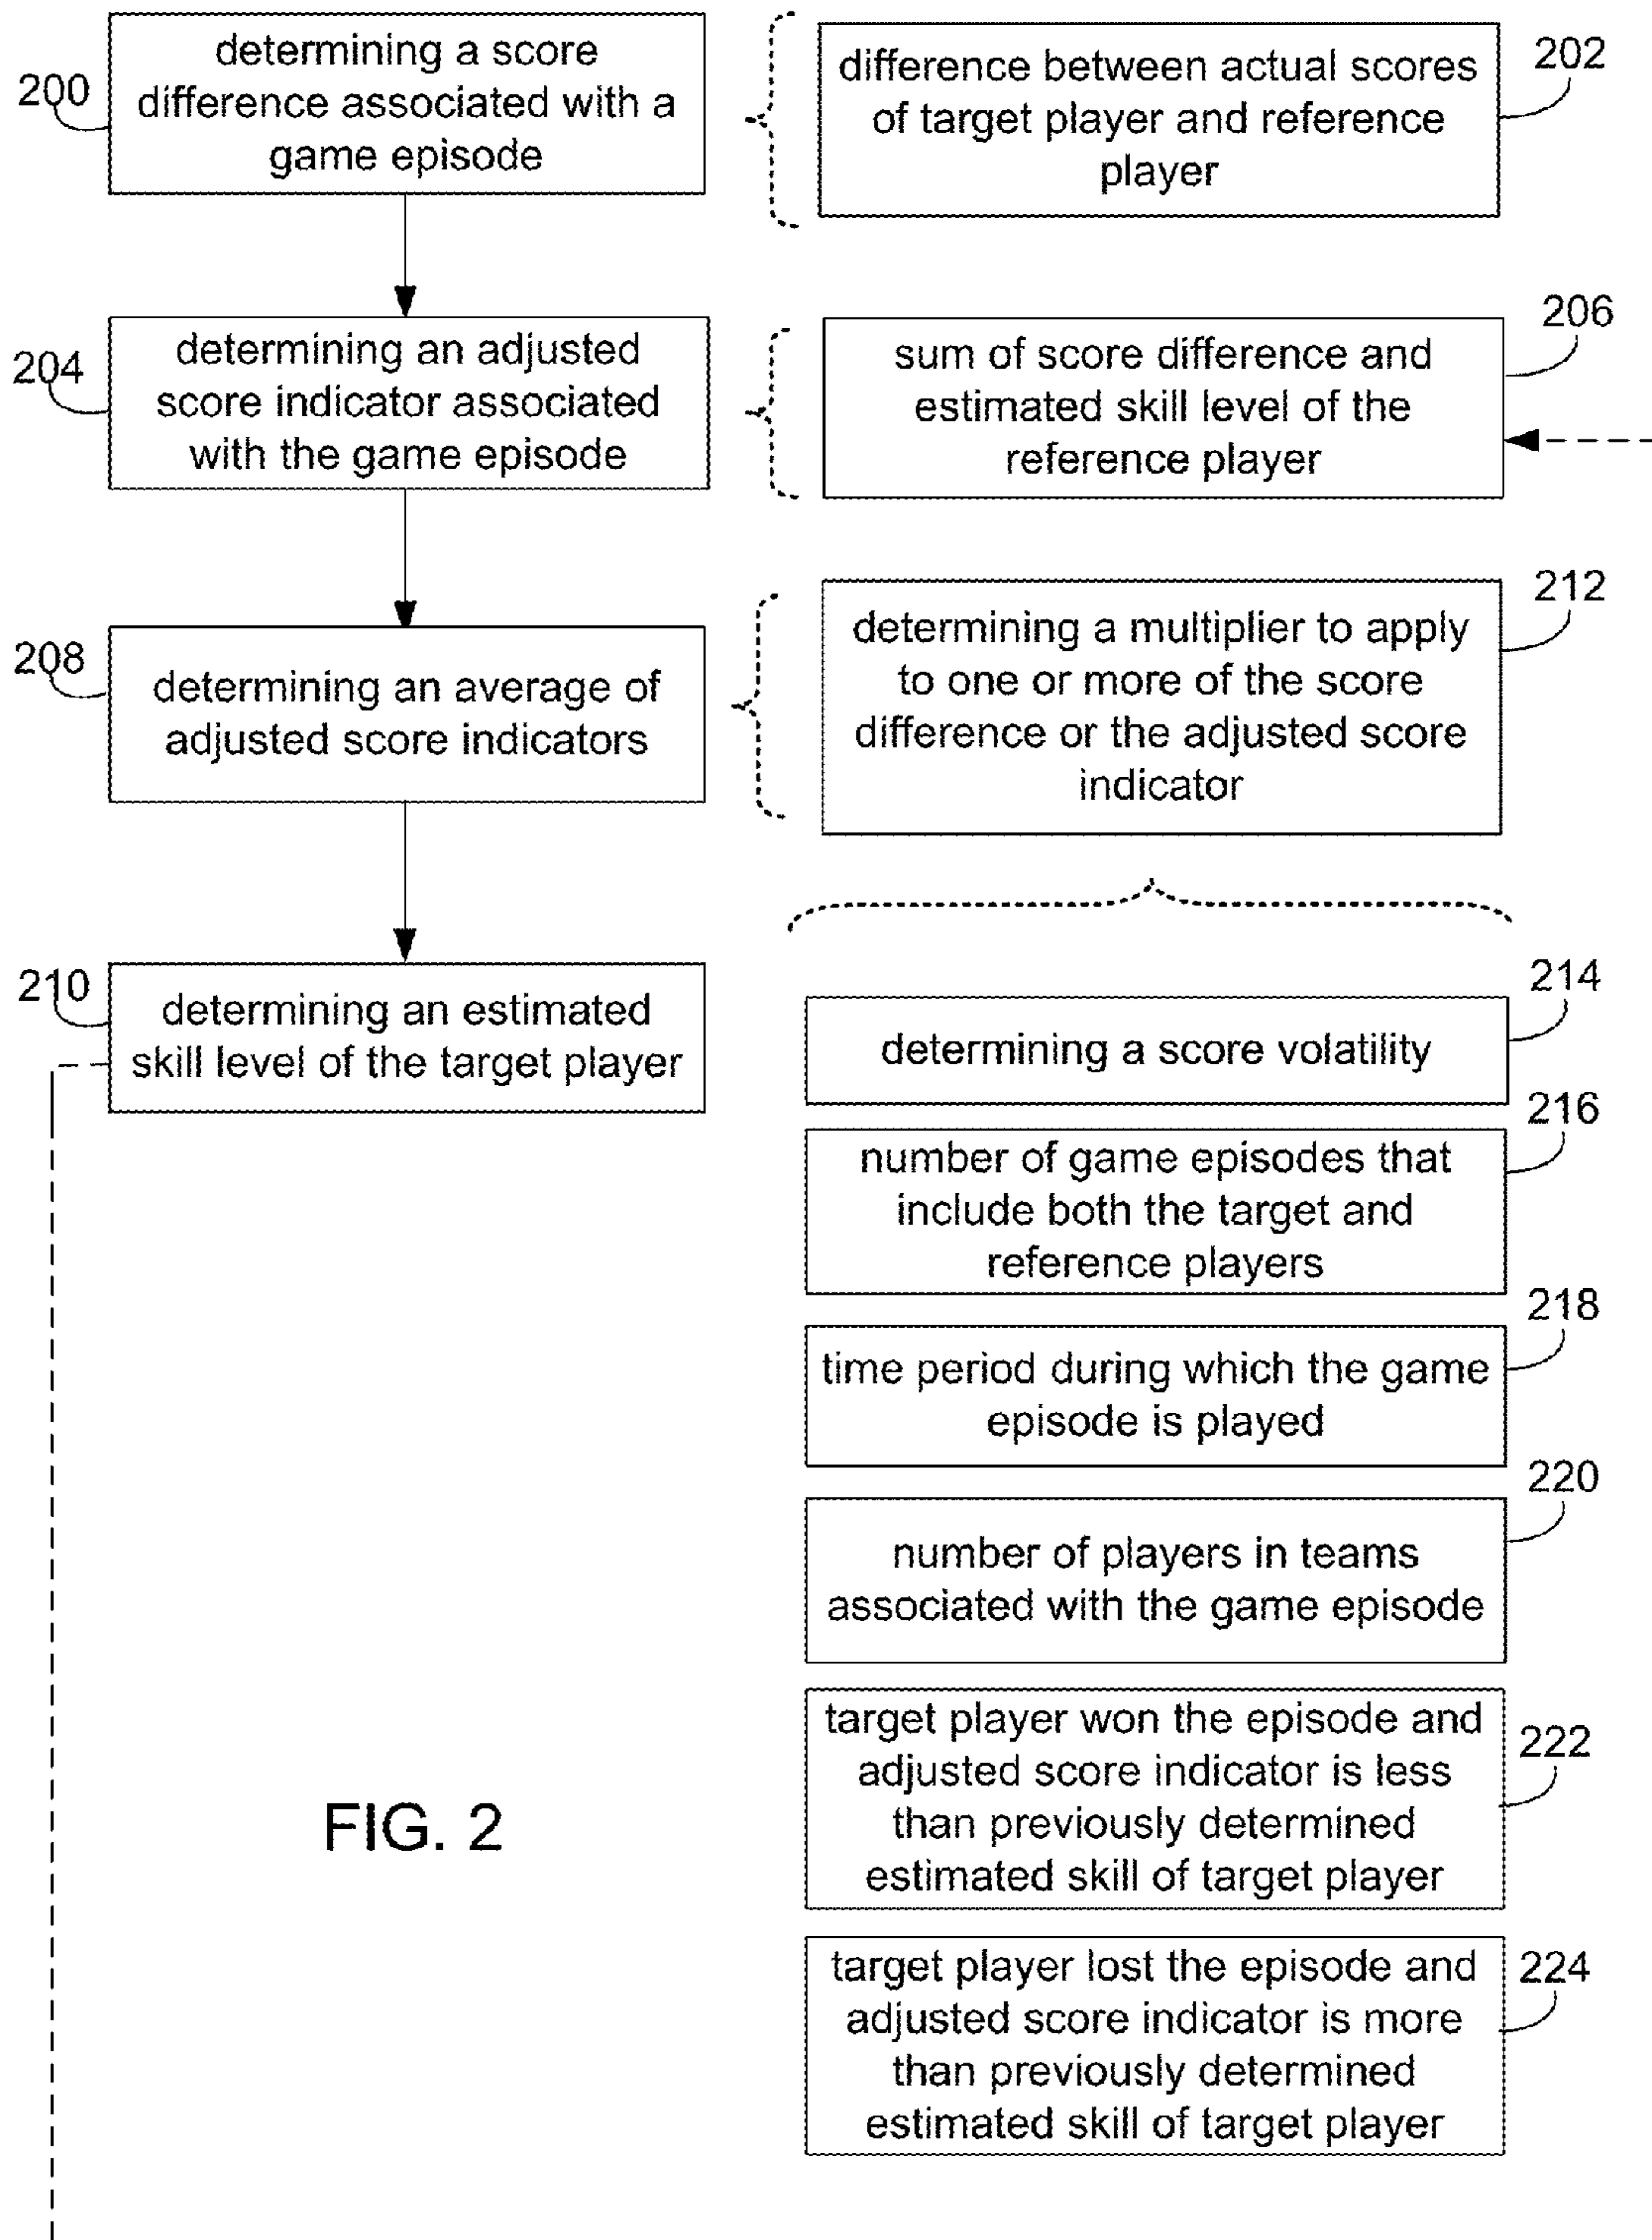 200
determining a score
difference associated with a
game episode
202
difference between actual scores
of target player and reference
player
204
determining an adjusted
score indicator associated
with the game episode
206
sum of score difference and
estimated skill level of the
reference player
208
determining an average of
adjusted score indicators
212
determining a multiplier to apply
to one or more of the score
difference or the adjusted score
indicator
210
determining an estimated
skill level of the target player
214
determining a score volatility
216
number of game episodes that
include both the target and
reference players
218
time period during which the game
episode is played
220
number of players in teams
associated with the game episode
222
target player won the episode and
adjusted score indicator is less
than previously determined
estimated skill of target player
224
target player lost the episode and
adjusted score indicator is more
than previously determined
estimated skill of target player
FIG. 2